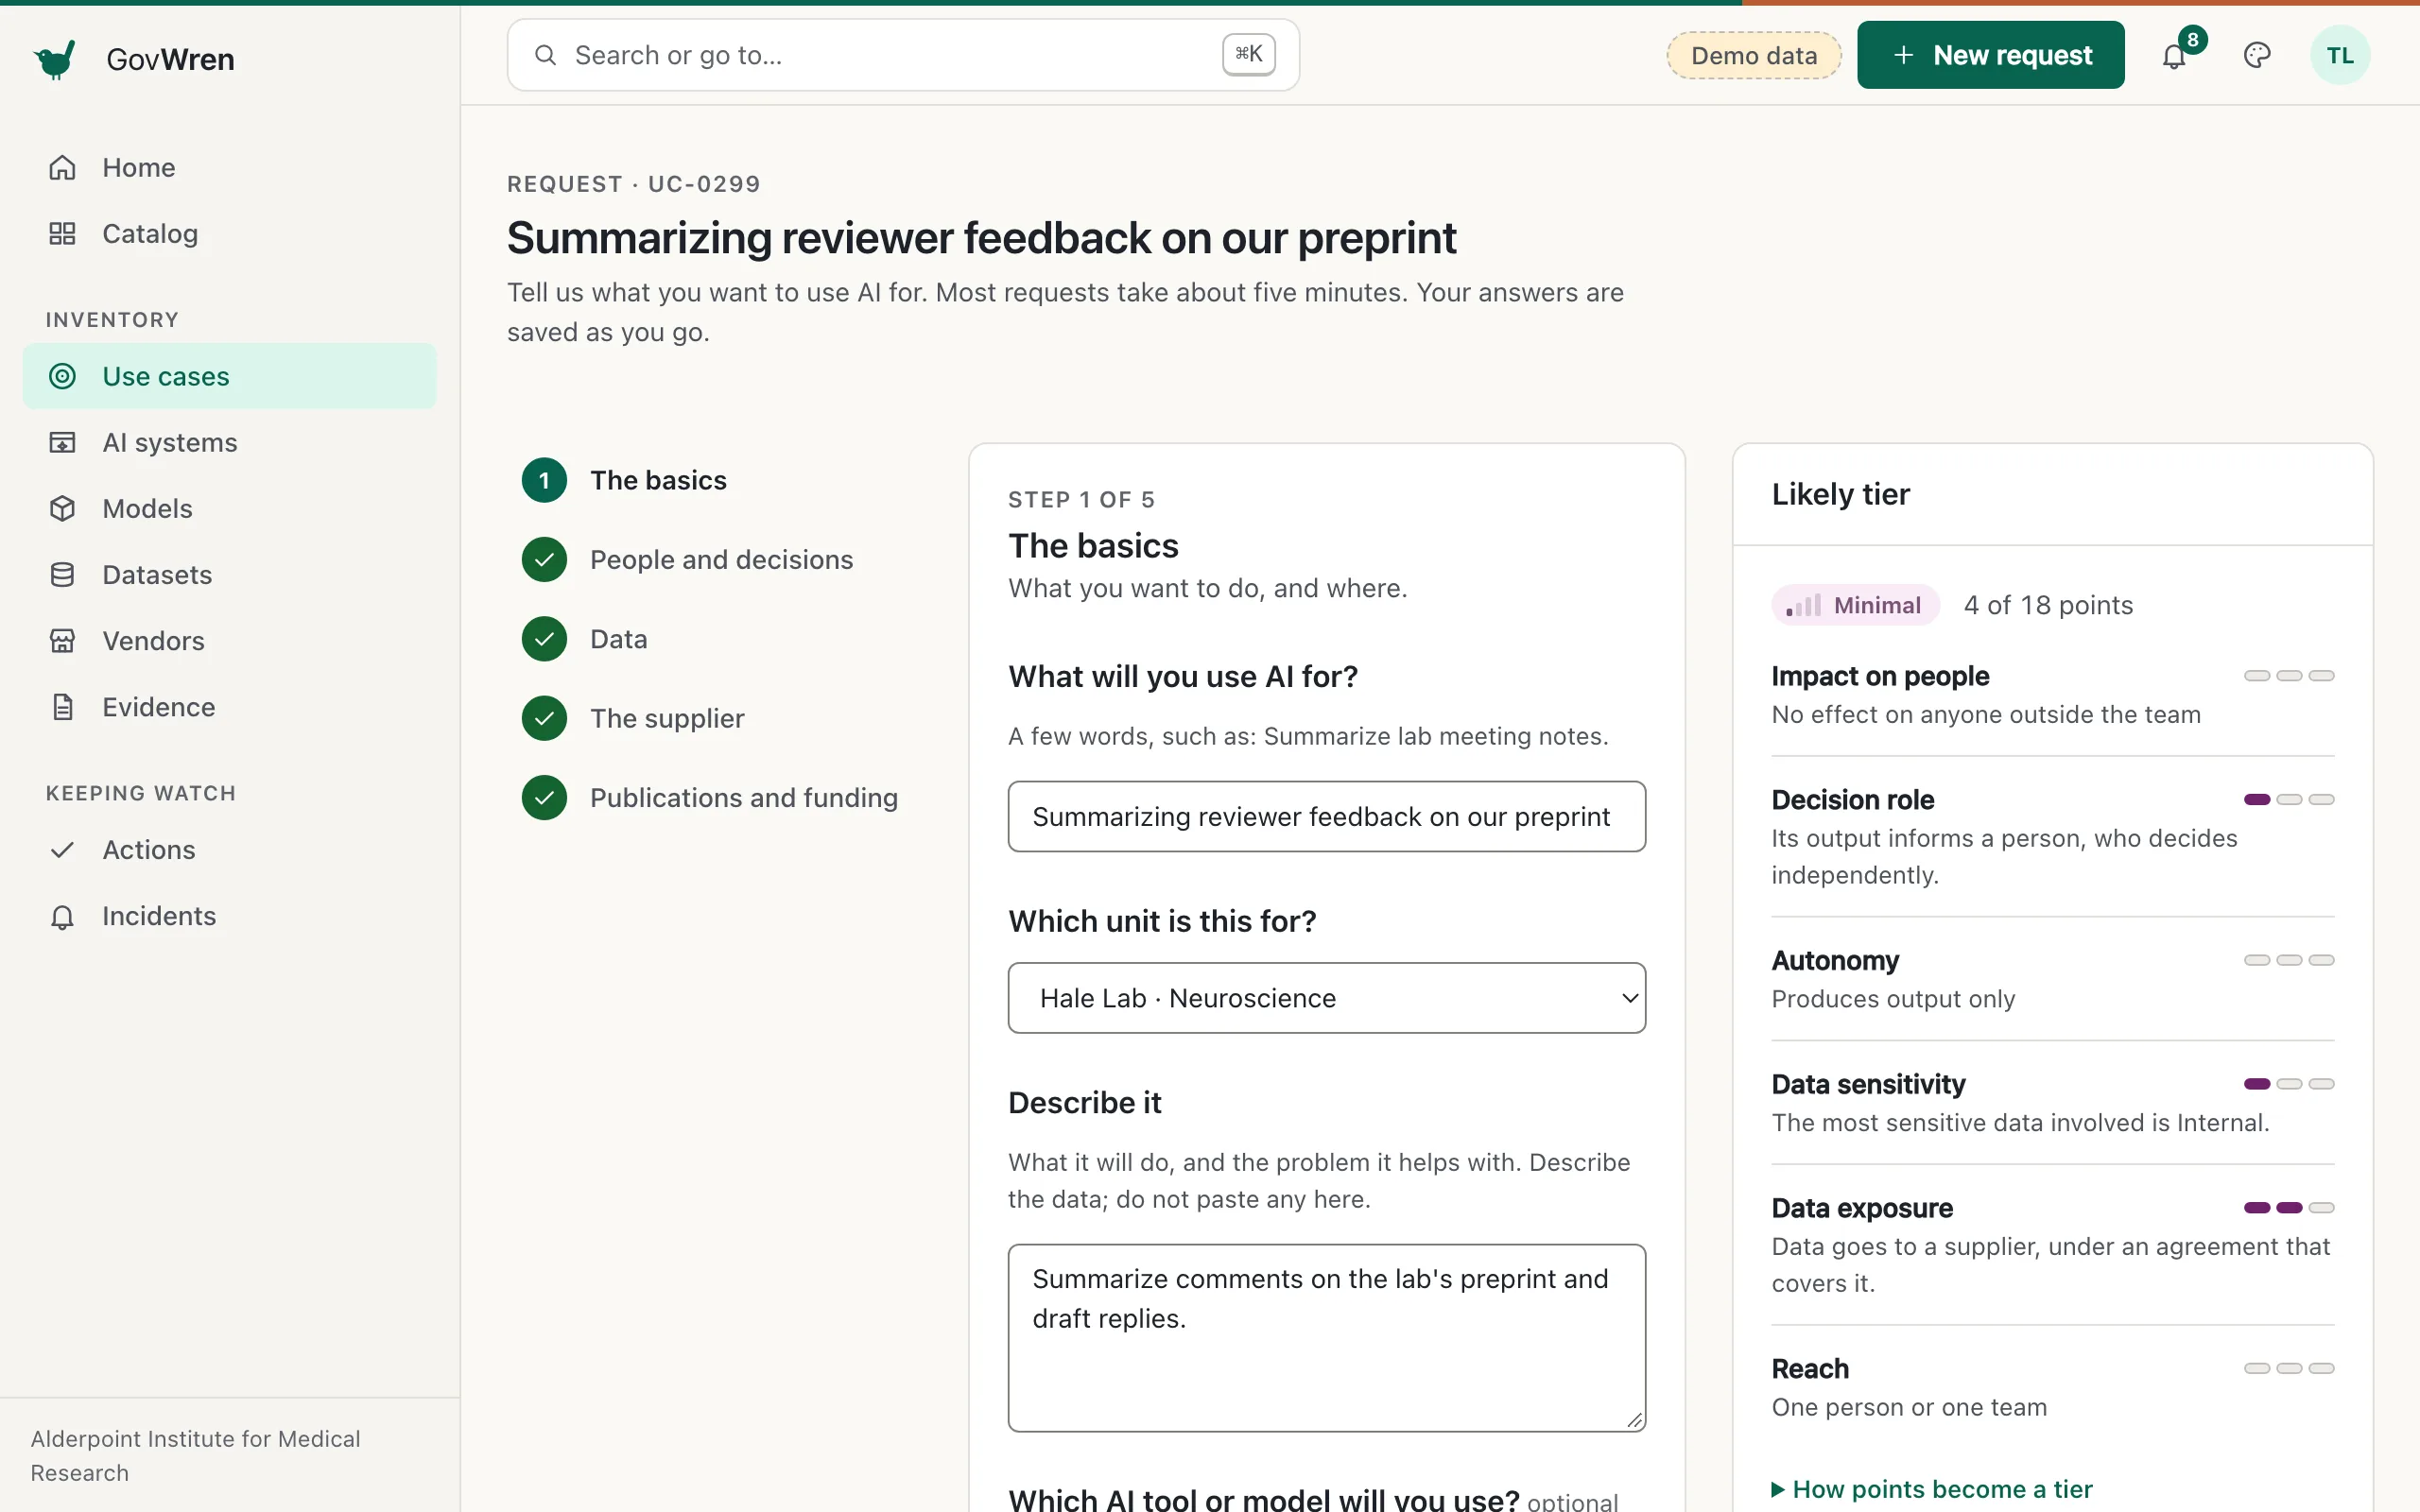 GovWren
Search or go to...
⌘K
Demo data
+ New request
8
TL
Home
Catalog
INVENTORY
Use cases
AI systems
Models
Datasets
Vendors
Evidence
KEEPING WATCH
Actions
Incidents
Alderpoint Institute for Medical
Research
REQUEST · UC-0299
Summarizing reviewer feedback on our preprint
Tell us what you want to use AI for. Most requests take about five minutes. Your answers are
saved as you go.
1 The basics
People and decisions
Data
The supplier
Publications and funding
STEP 1 OF 5
The basics
What you want to do, and where.
What will you use AI for?
A few words, such as: Summarize lab meeting notes.
Summarizing reviewer feedback on our preprint
Which unit is this for?
Hale Lab · Neuroscience
Describe it
What it will do, and the problem it helps with. Describe
the data; do not paste any here.
Summarize comments on the lab's preprint and
draft replies.
Which AI tool or model will you use? optional
Likely tier
Minimal 4 of 18 points
Impact on people
No effect on anyone outside the team
Decision role
Its output informs a person, who decides
independently.
Autonomy
Produces output only
Data sensitivity
The most sensitive data involved is Internal.
Data exposure
Data goes to a supplier, under an agreement that
covers it.
Reach
One person or one team
How points become a tier